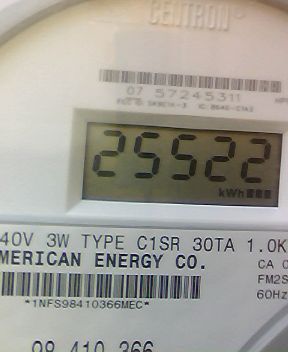 CENTRON
07 57245311
25522
kWh
40V 3W TYPE C1SR 30TA 1.0K
MERICAN ENERGY CO.
CA 0
FM2S
60Hz
*1NFS98410366MEC*
98 410 366